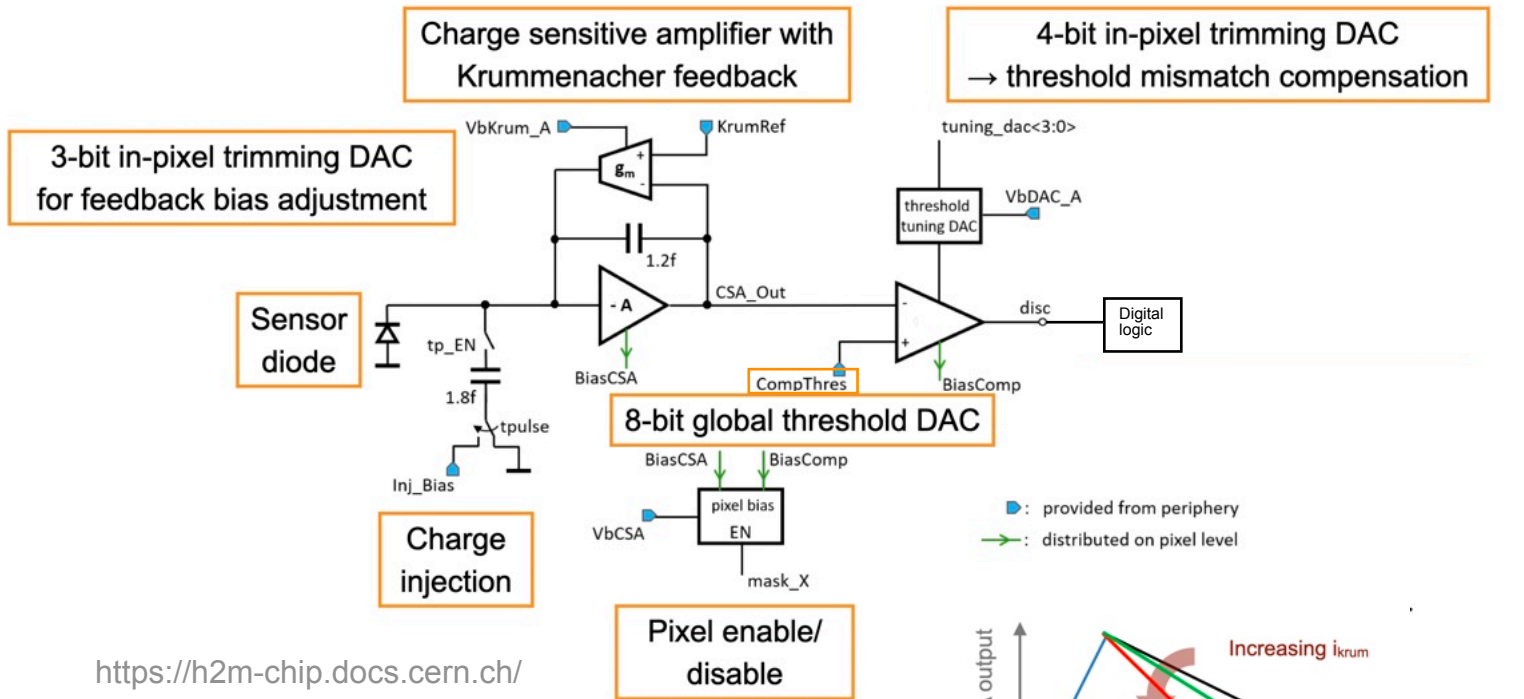 Charge sensitive amplifier with
Krummenacher feedback
4-bit in-pixel trimming DAC
→ threshold mismatch compensation
3-bit in-pixel trimming DAC
for feedback bias adjustment
VbKrum_A
KrumRef
+
gm
-
1.2f
tuning_dac<3:0>
threshold
tuning DAC
VbDAC_A
Sensor
diode
- A
CSA_Out
-
+
disc
Digital
logic
tp_EN
1.8f
tpulse
Inj_Bias
BiasCSA
CompThres
BiasComp
8-bit global threshold DAC
BiasCSA
BiasComp
pixel bias
EN
VbCSA
mask_X
: provided from periphery
: distributed on pixel level
Charge
injection
Pixel enable/
disable
https://h2m-chip.docs.cern.ch/
output
Increasing ikrum